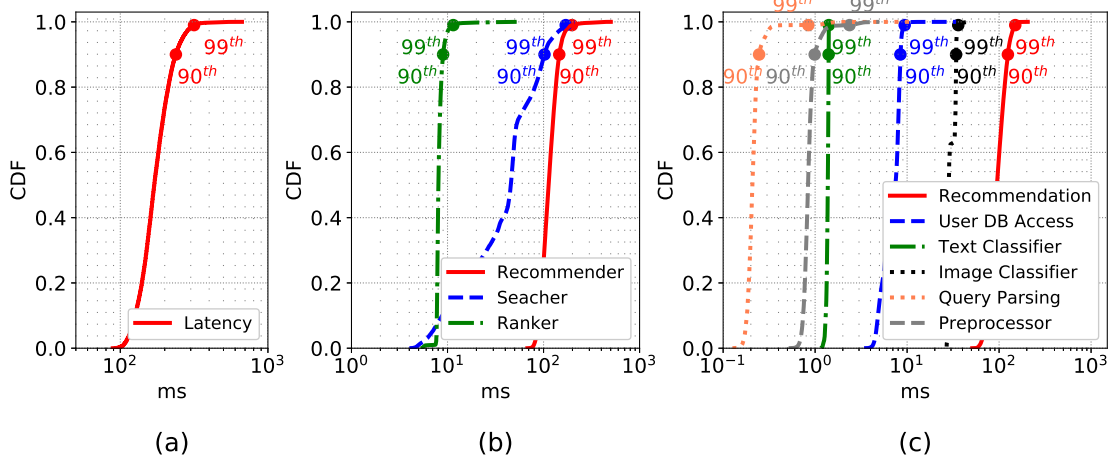 1.0
0.8
0.6
0.4
0.2
0.0
CDF
99th
90th
Latency
10²
10³
ms
(a)
1.0
0.8
0.6
0.4
0.2
0.0
CDF
99th
99th
99th
90th
90th
90th
Recommender
Seacher
Ranker
10⁰
10¹
10²
10³
ms
(b)
1.0
0.8
0.6
0.4
0.2
0.0
CDF
99th
99th
99th
99th
99th
99th
90th
90th
90th
90th
90th
90th
Recommendation
User DB Access
Text Classifier
Image Classifier
Query Parsing
Preprocessor
10⁻¹
10⁰
10¹
10²
10³
ms
(c)